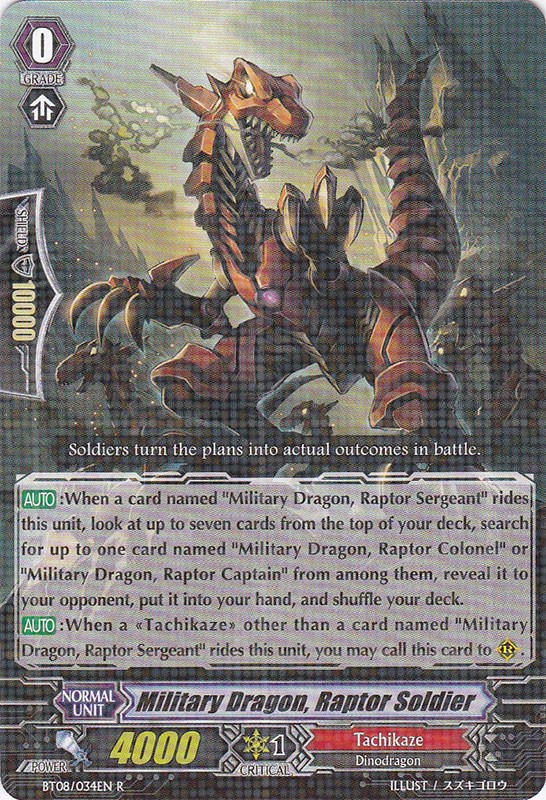 0
GRADE
SHIELD
10000
Soldiers turn the plans into actual outcomes in battle.
AUTO :When a card named "Military Dragon, Raptor Sergeant" rides
this unit, look at up to seven cards from the top of your deck, search
for up to one card named "Military Dragon, Raptor Colonel" or
"Military Dragon, Raptor Captain" from among them, reveal it to
your opponent, put it into your hand, and shuffle your deck.
AUTO :When a «Tachikaze» other than a card named "Military
Dragon, Raptor Sergeant" rides this unit, you may call this card to R .
NORMAL
UNIT
Military Dragon, Raptor Soldier
POWER
4000
1
CRITICAL
Tachikaze
Dinodragon
BT08/034EN R
ILLUST / スズキゴロウ